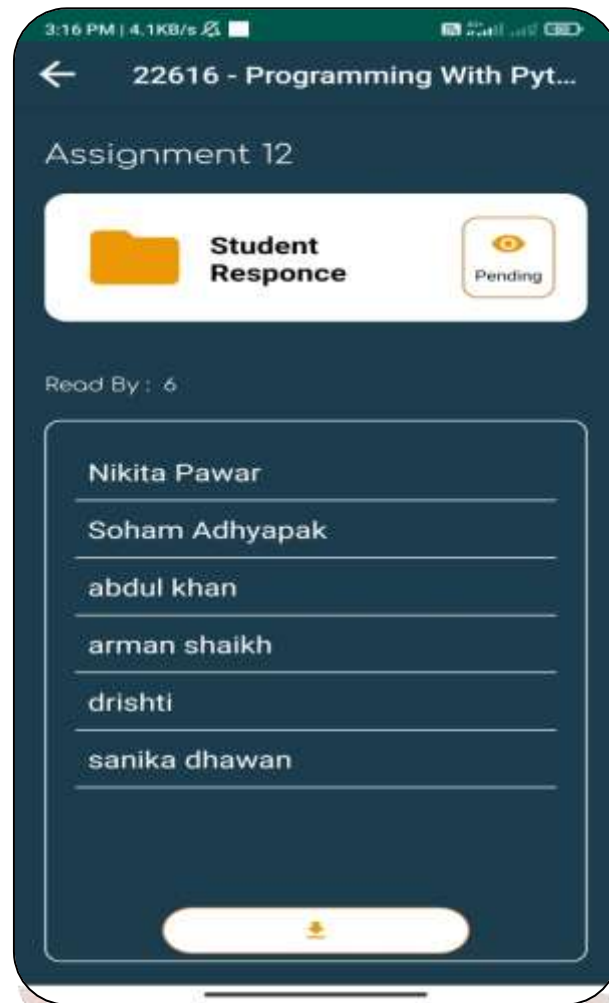 3:16 PM | 4.1KB/s
22616 - Programming With Pyt...
Assignment 12
Student
Responce
Pending
Read By : 6
Nikita Pawar
Soham Adhyapak
abdul khan
arman shaikh
drishti
sanika dhawan